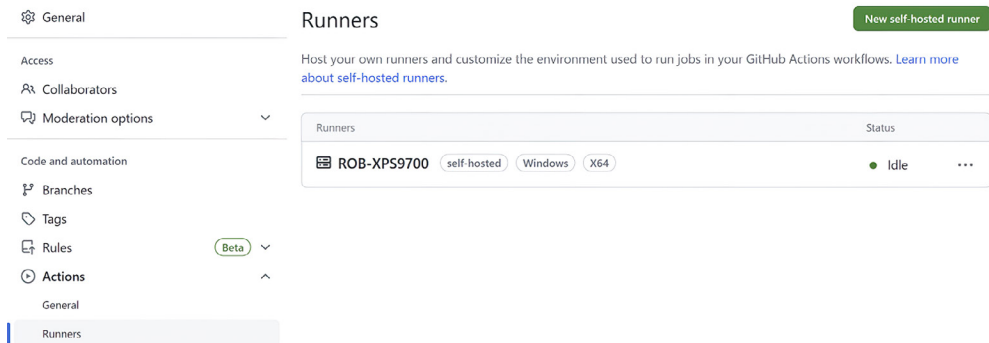 General
Access
Collaborators
Moderation options
Code and automation
Branches
Tags
Rules Beta
Actions
General
Runners
Runners New self-hosted runner
Host your own runners and customize the environment used to run jobs in your GitHub Actions workflows. Learn more
about self-hosted runners.
Runners Status
ROB-XPS9700 self-hosted Windows X64 Idle